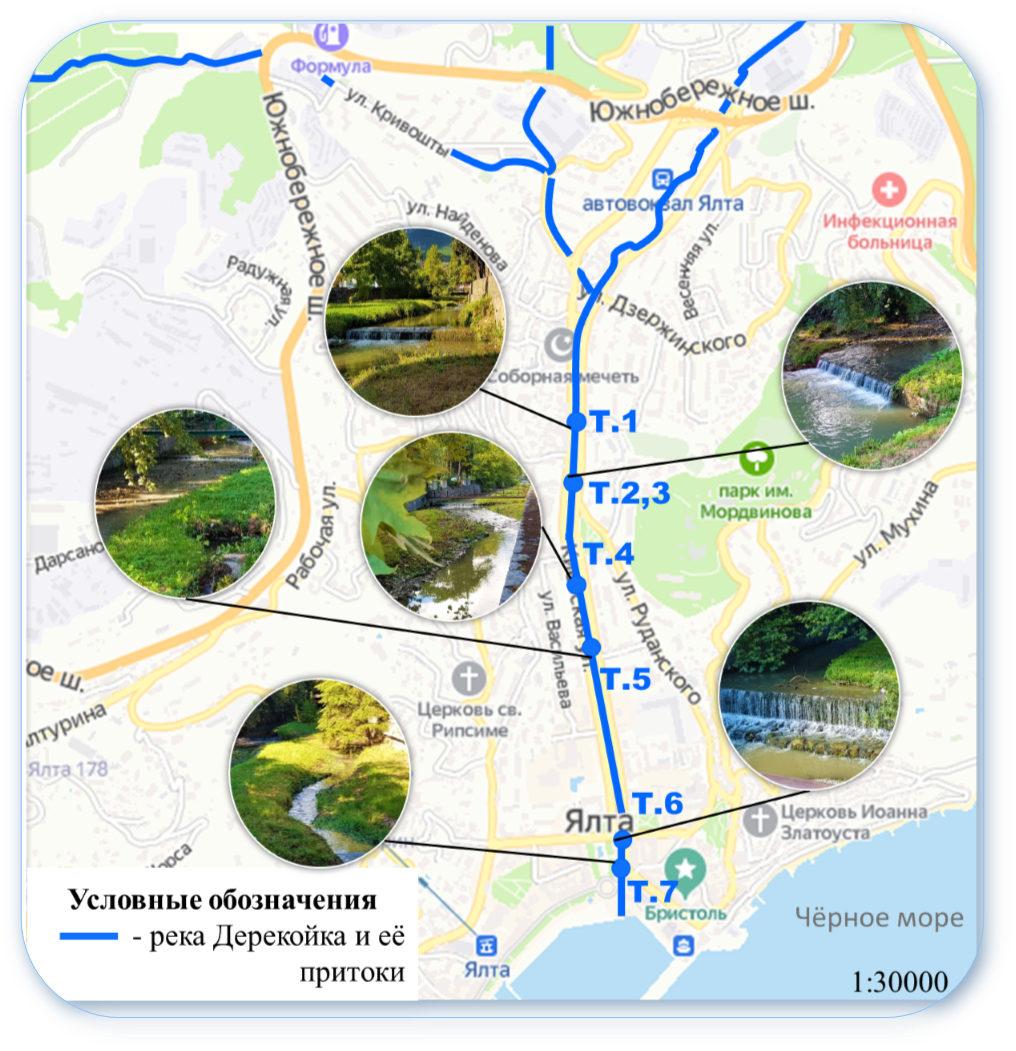 Формула
Южнобережное ш.
ул. Кривошты
Южнобережное ш.
автовокзал Ялта
Инфекционная
больница
ул. Найденова
Радужная ул.
Весенняя ул.
ул. Дзержинского
Соборная мечеть
Т.1
Т.2,3
парк им.
Мордвинова
ул. Мухина
Рабочая ул.
Дарсано
Т.4
ул. Руданского
ул. Васильева
Т.5
ое ш.
Церковь св.
Рипсиме
лтурина
Ялта 178
Т.6
Ялта
Церковь Иоанна
Златоуста
Т.7
Бристоль
Чёрное море
Ялта
1:30000
Условные обозначения
- река Дерекойка и её
притоки